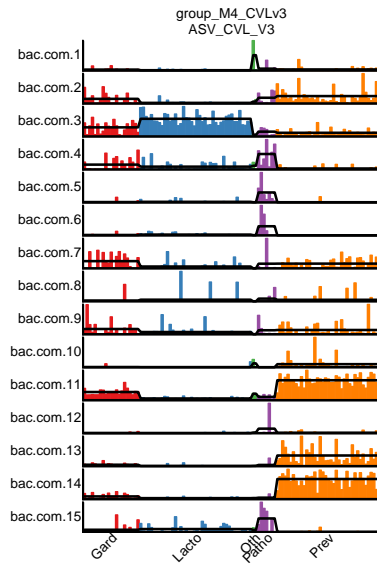 group_M4_CVLv3
ASV_CVL_V3
bac.com.1
bac.com.2
bac.com.3
bac.com.4
bac.com.5
bac.com.6
bac.com.7
bac.com.8
bac.com.9
bac.com.10
bac.com.11
bac.com.12
bac.com.13
bac.com.14
bac.com.15
Gard
Lacto
Oth
Patho
Prev